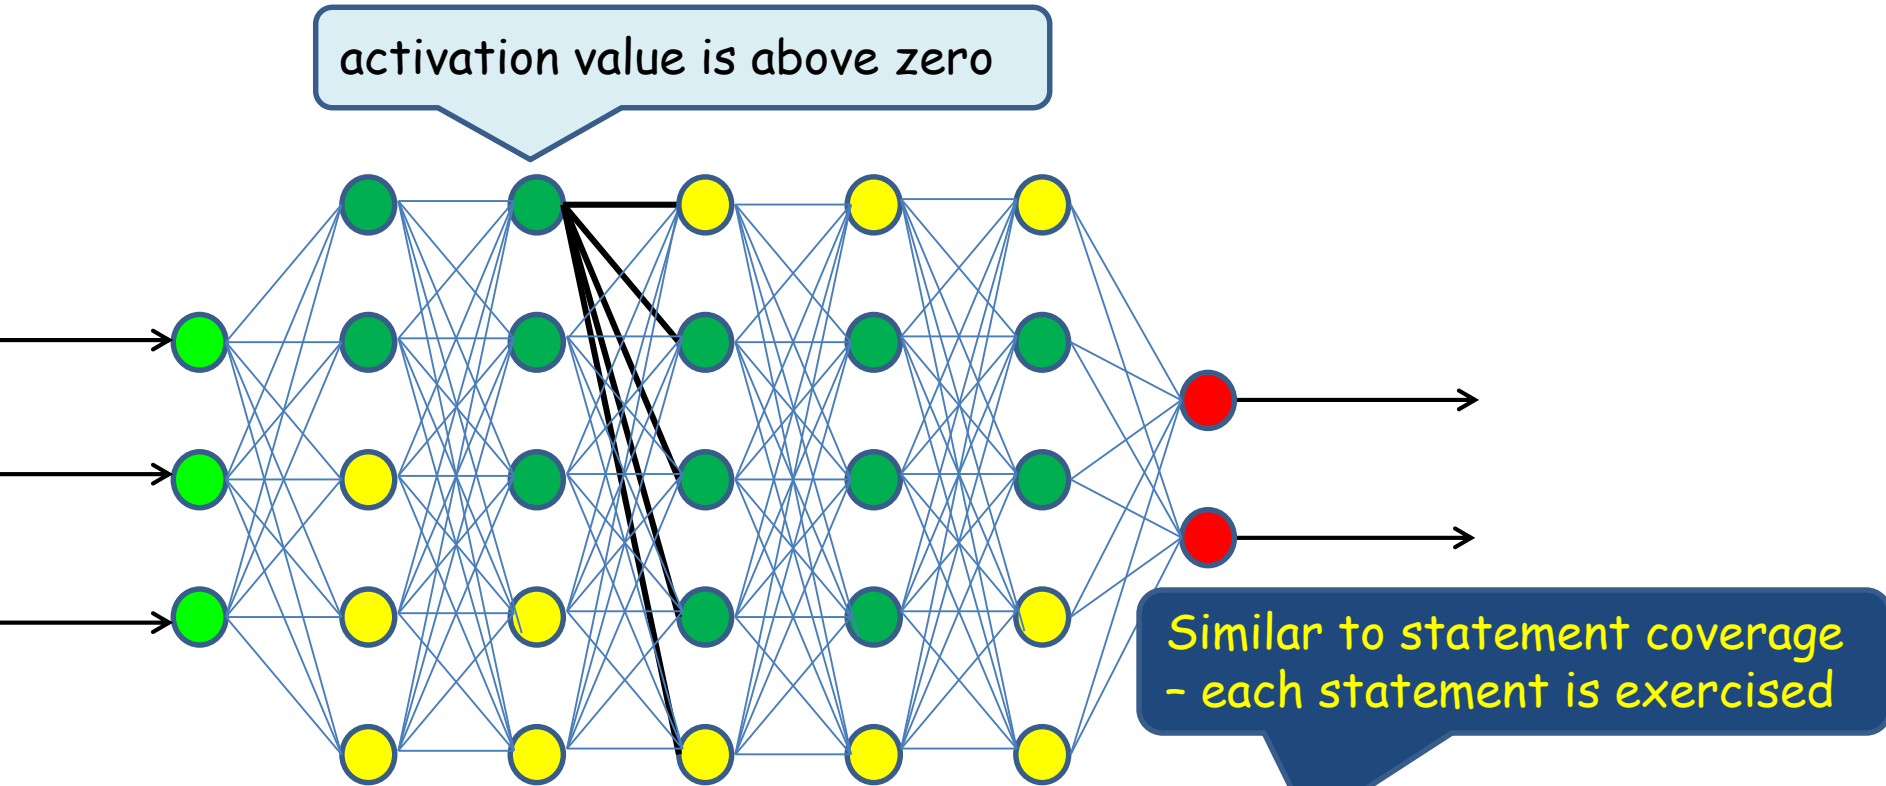 activation value is above zero
Similar to statement coverage
– each statement is exercised